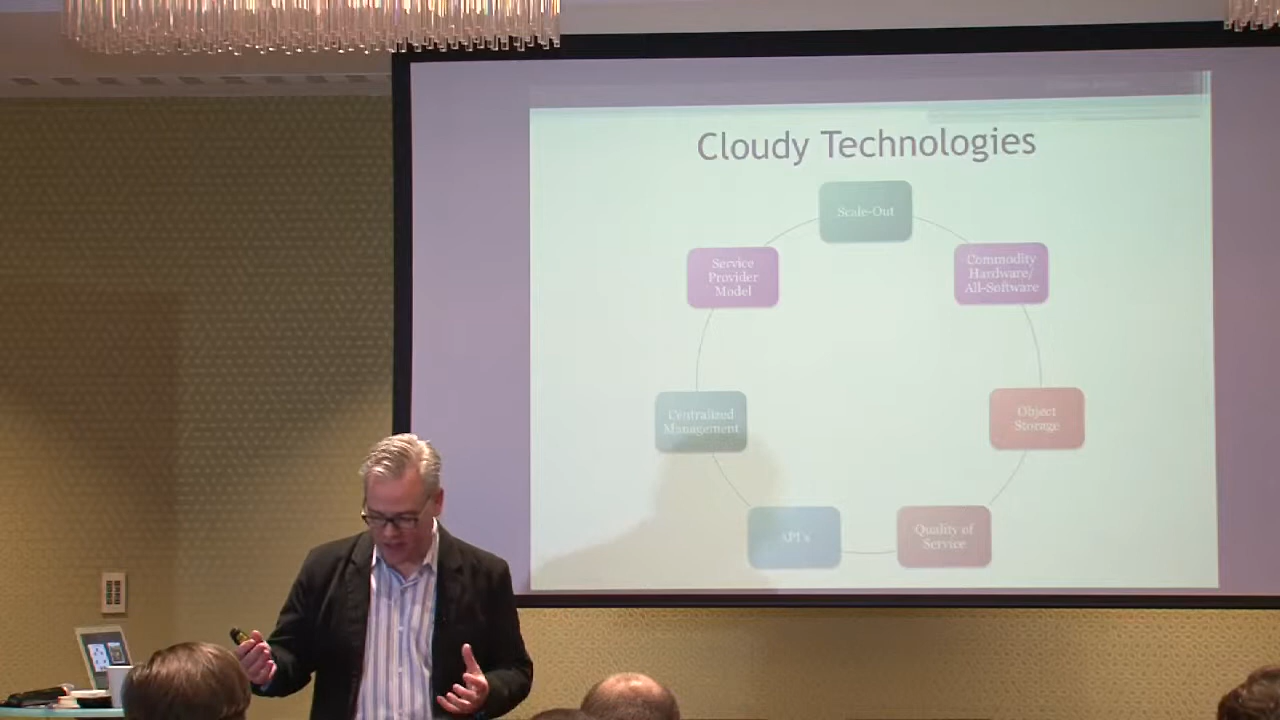 Cloudy Technologies
Scale-Out
Service
Provider
Model
Commodity
Hardware/
All-Software
Centralized
Management
Object
Storage
API's
Quality of
Service